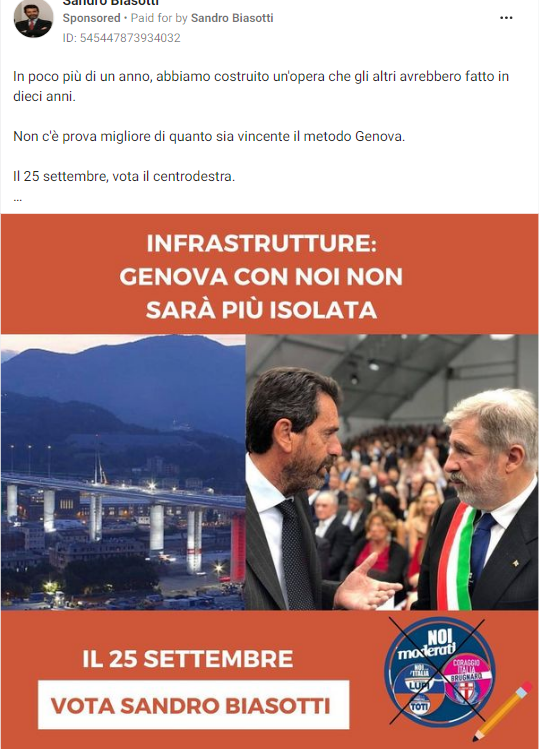 Sandro Biasotti
Sponsored • Paid for by Sandro Biasotti
ID: 545447873934032
In poco più di un anno, abbiamo costruito un'opera che gli altri avrebbero fatto in
dieci anni.
Non c'è prova migliore di quanto sia vincente il metodo Genova.
Il 25 settembre, vota il centrodestra.
...
INFRASTRUTTURE:
GENOVA CON NOI NON
SARÀ PIÙ ISOLATA
IL 25 SETTEMBRE
VOTA SANDRO BIASOTTI
NOI
moderati
NOI
L'ITALIA
LUPI
CORAGGIO
ITALIA
BRUGNARO
TOTI